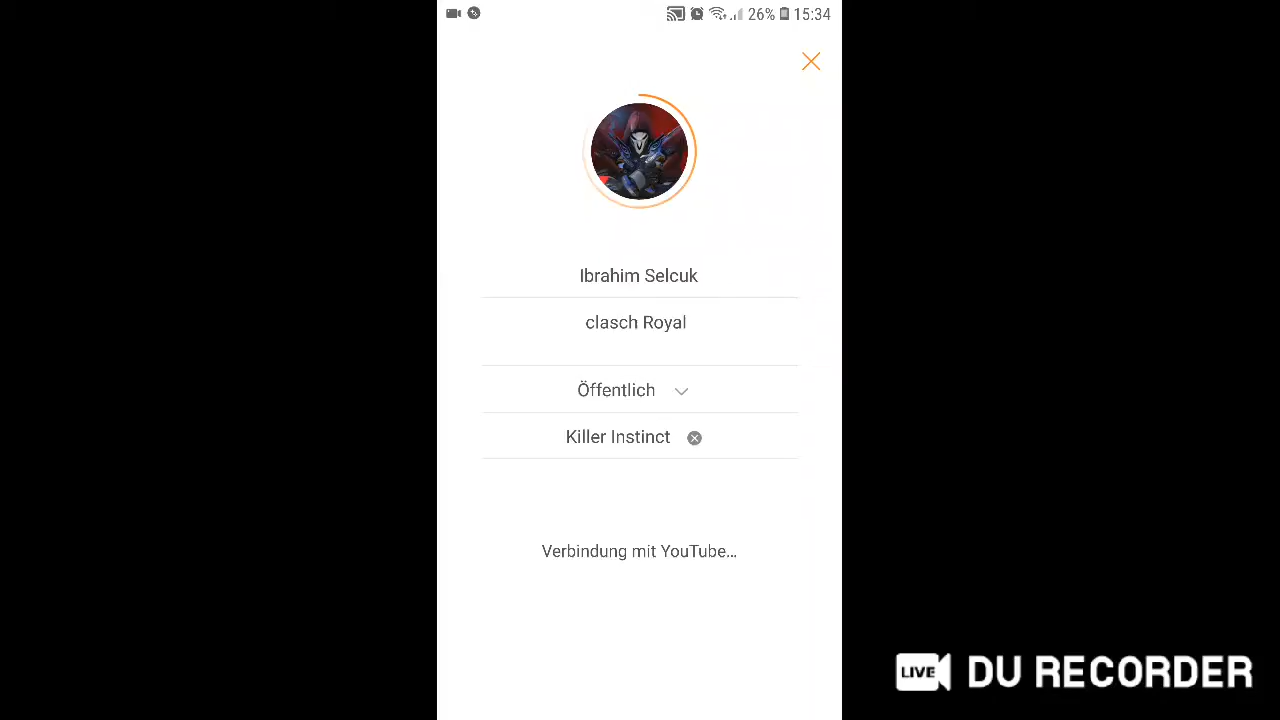 26% 15:34
Ibrahim Selcuk
clasch Royal
Öffentlich
Killer Instinct
Verbindung mit YouTube...
LIVE DU RECORDER